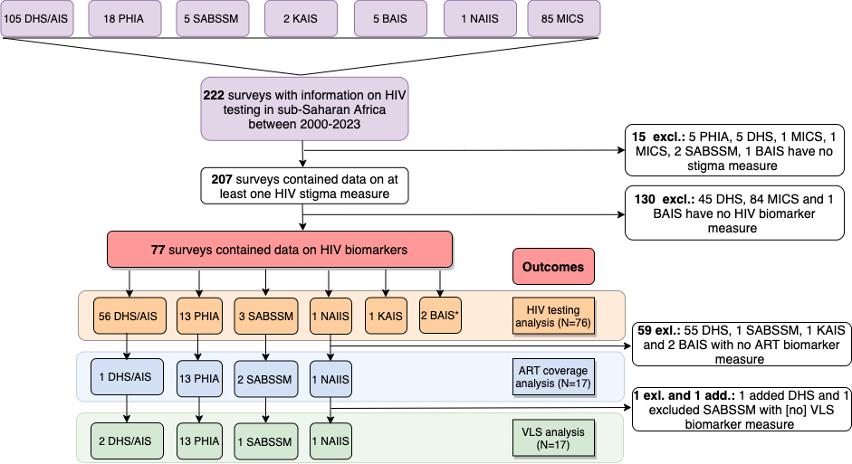 105 DHS/AIS
18 PHIA
5 SABSSM
2 KAIS
5 BAIS
1 NAIIS
85 MICS
222 surveys with information on HIV
testing in sub-Saharan Africa
between 2000-2023
15 excl.: 5 PHIA, 5 DHS, 1 MICS, 1
MICS, 2 SABSSM, 1 BAIS have no
stigma measure
207 surveys contained data on at
least one HIV stigma measure
130 excl.: 45 DHS, 84 MICS and 1
BAIS have no HIV biomarker
measure
77 surveys contained data on HIV biomarkers
Outcomes
56 DHS/AIS
13 PHIA
3 SABSSM
1 NAIIS
1 KAIS
2 BAIS*
HIV testing
analysis (N=76)
59 exl.: 55 DHS, 1 SABSSM, 1 KAIS
and 2 BAIS with no ART biomarker
measure
1 DHS/AIS
13 PHIA
2 SABSSM
1 NAIIS
ART coverage
analysis (N=17)
1 exl. and 1 add.: 1 added DHS and 1
excluded SABSSM with [no] VLS
biomarker measure
2 DHS/AIS
13 PHIA
1 SABSSM
1 NAIIS
VLS analysis
(N=17)